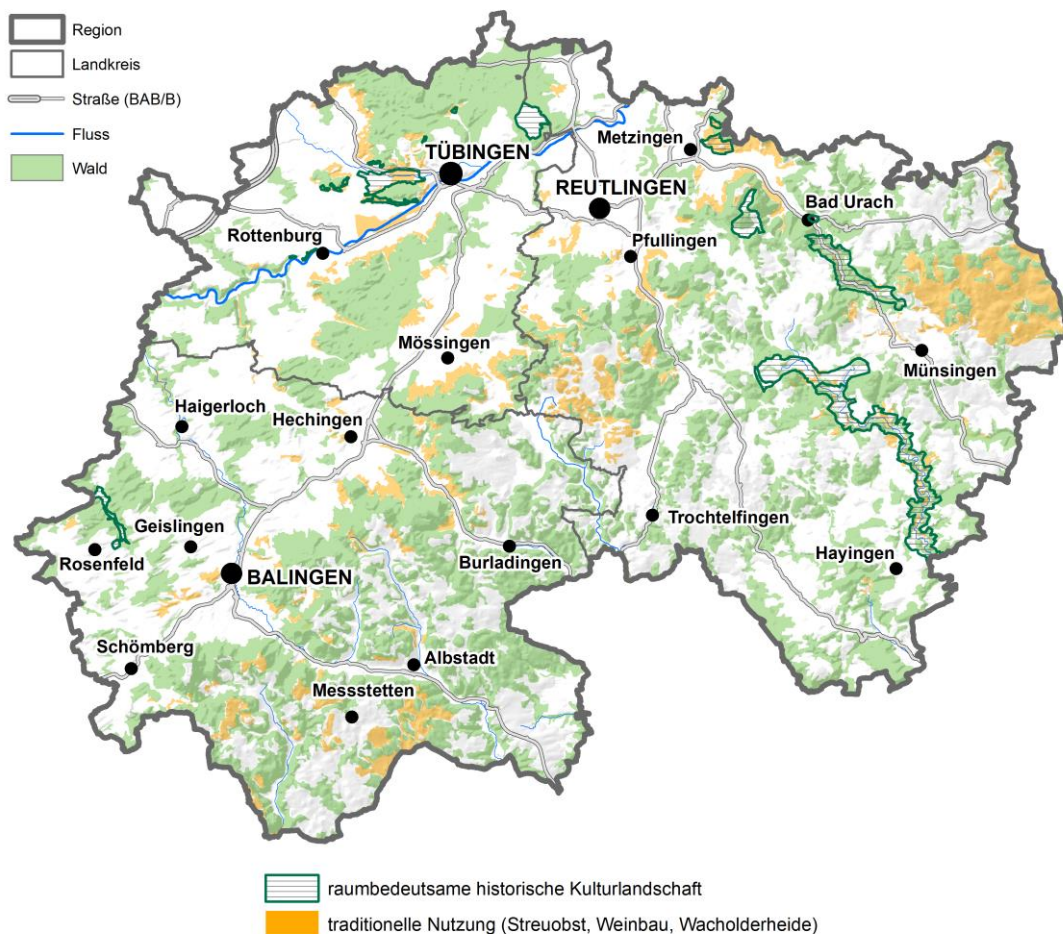 Region
Landkreis
Straße (BAB/B)
Fluss
Wald
Metzingen
TÜBINGEN
REUTLINGEN
Bad Urach
Rottenburg
Pfullingen
Mössingen
Münsingen
Haigerloch
Hechingen
Trochtelfingen
Geislingen
Rosenfeld
Burladingen
Hayingen
BALINGEN
Schömberg
Albstadt
Messstetten
raumbedeutsame historische Kulturlandschaft
traditionelle Nutzung (Streuobst, Weinbau, Wacholderheide)